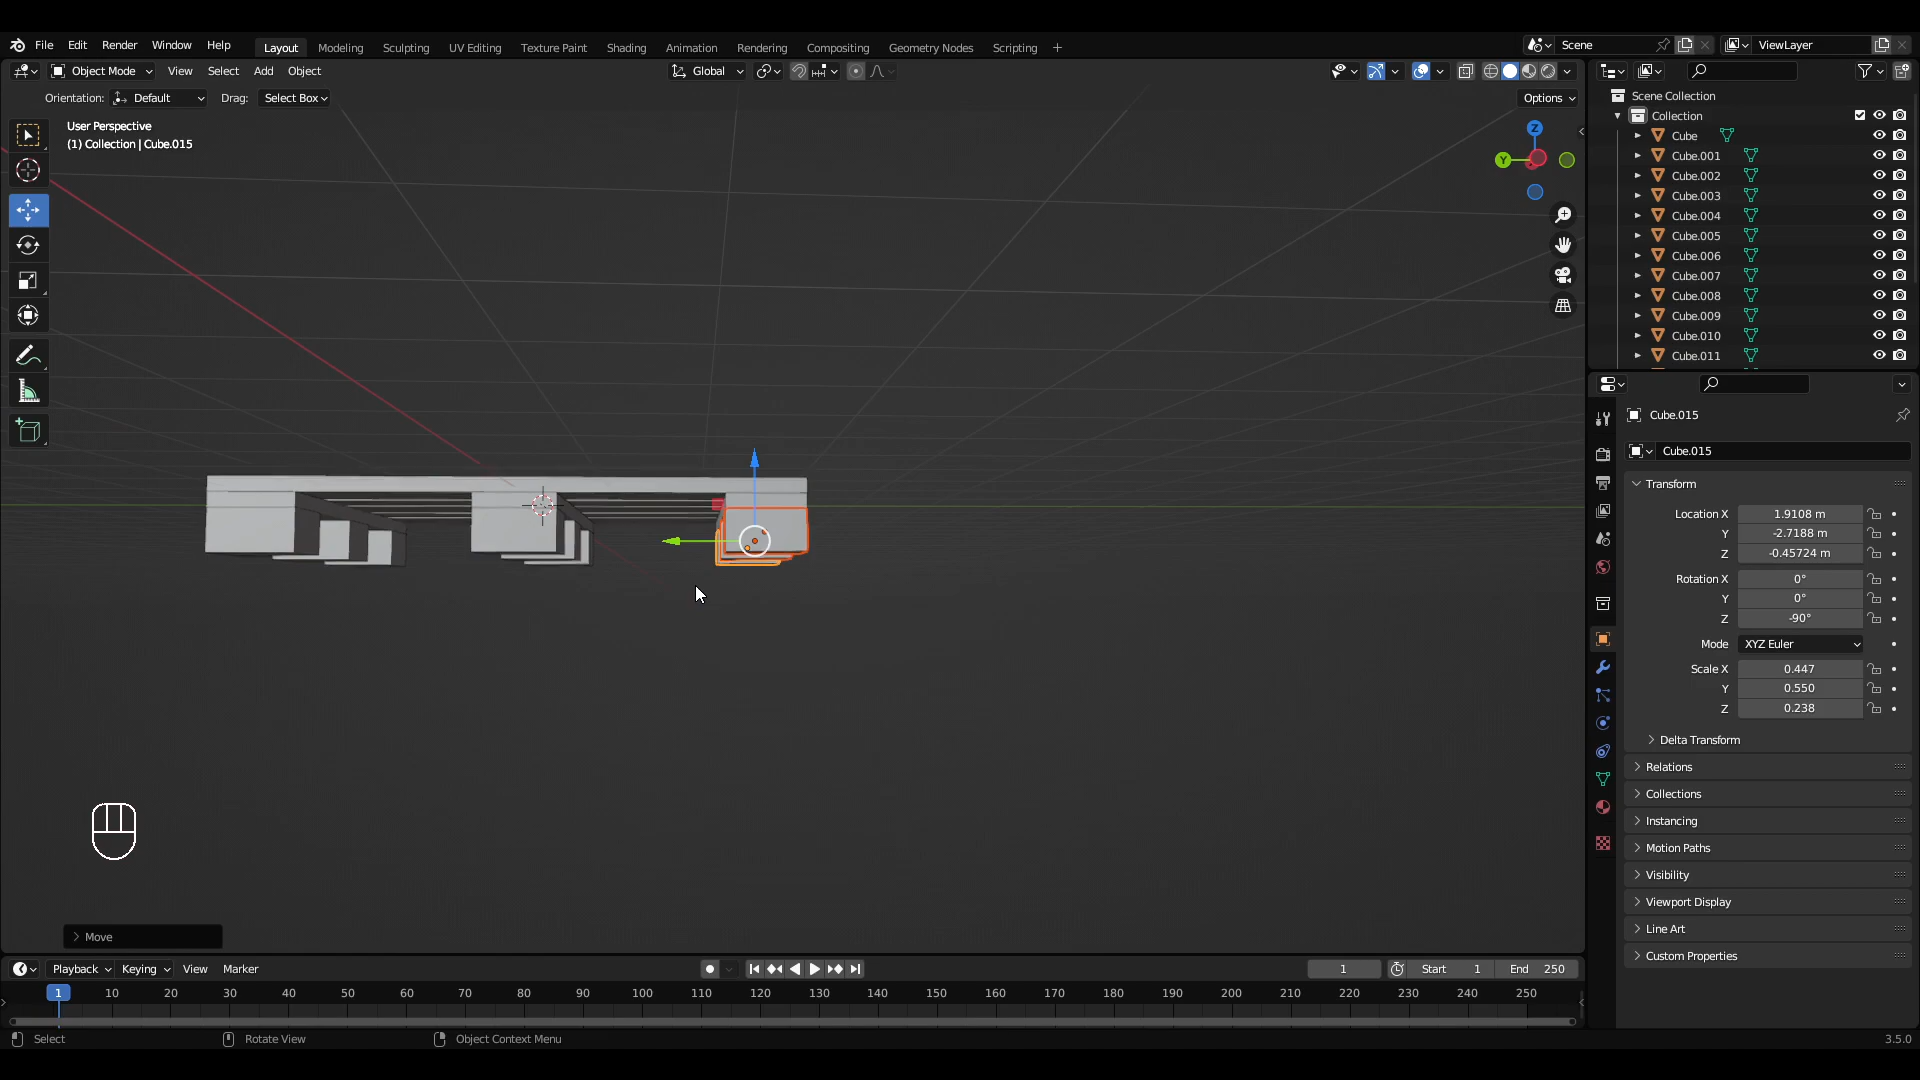 File Edit Render Window Help Layout Modeling Sculpting UV Editing Texture Paint Shading Animation Rendering Compositing Geometry Nodes Scripting + Scene ViewLayer
Object Mode View Select Add Object Global
Orientation: Default Drag: Select Box Options
User Perspective
(1) Collection | Cube.015
Z
Y
Move
Scene Collection
Collection
Cube
Cube.001
Cube.002
Cube.003
Cube.004
Cube.005
Cube.006
Cube.007
Cube.008
Cube.009
Cube.010
Cube.011
Cube.015
Cube.015
Transform
Location X 1.9108 m
Y -2.7188 m
Z -0.45724 m
Rotation X 0°
Y 0°
Z -90°
Mode XYZ Euler
Scale X 0.447
Y 0.550
Z 0.238
Delta Transform
Relations
Collections
Instancing
Motion Paths
Visibility
Viewport Display
Line Art
Custom Properties
Playback Keying View Marker 1 Start 1 End 250
1 10 20 30 40 50 60 70 80 90 100 110 120 130 140 150 160 170 180 190 200 210 220 230 240 250
Select Rotate View Object Context Menu 3.5.0